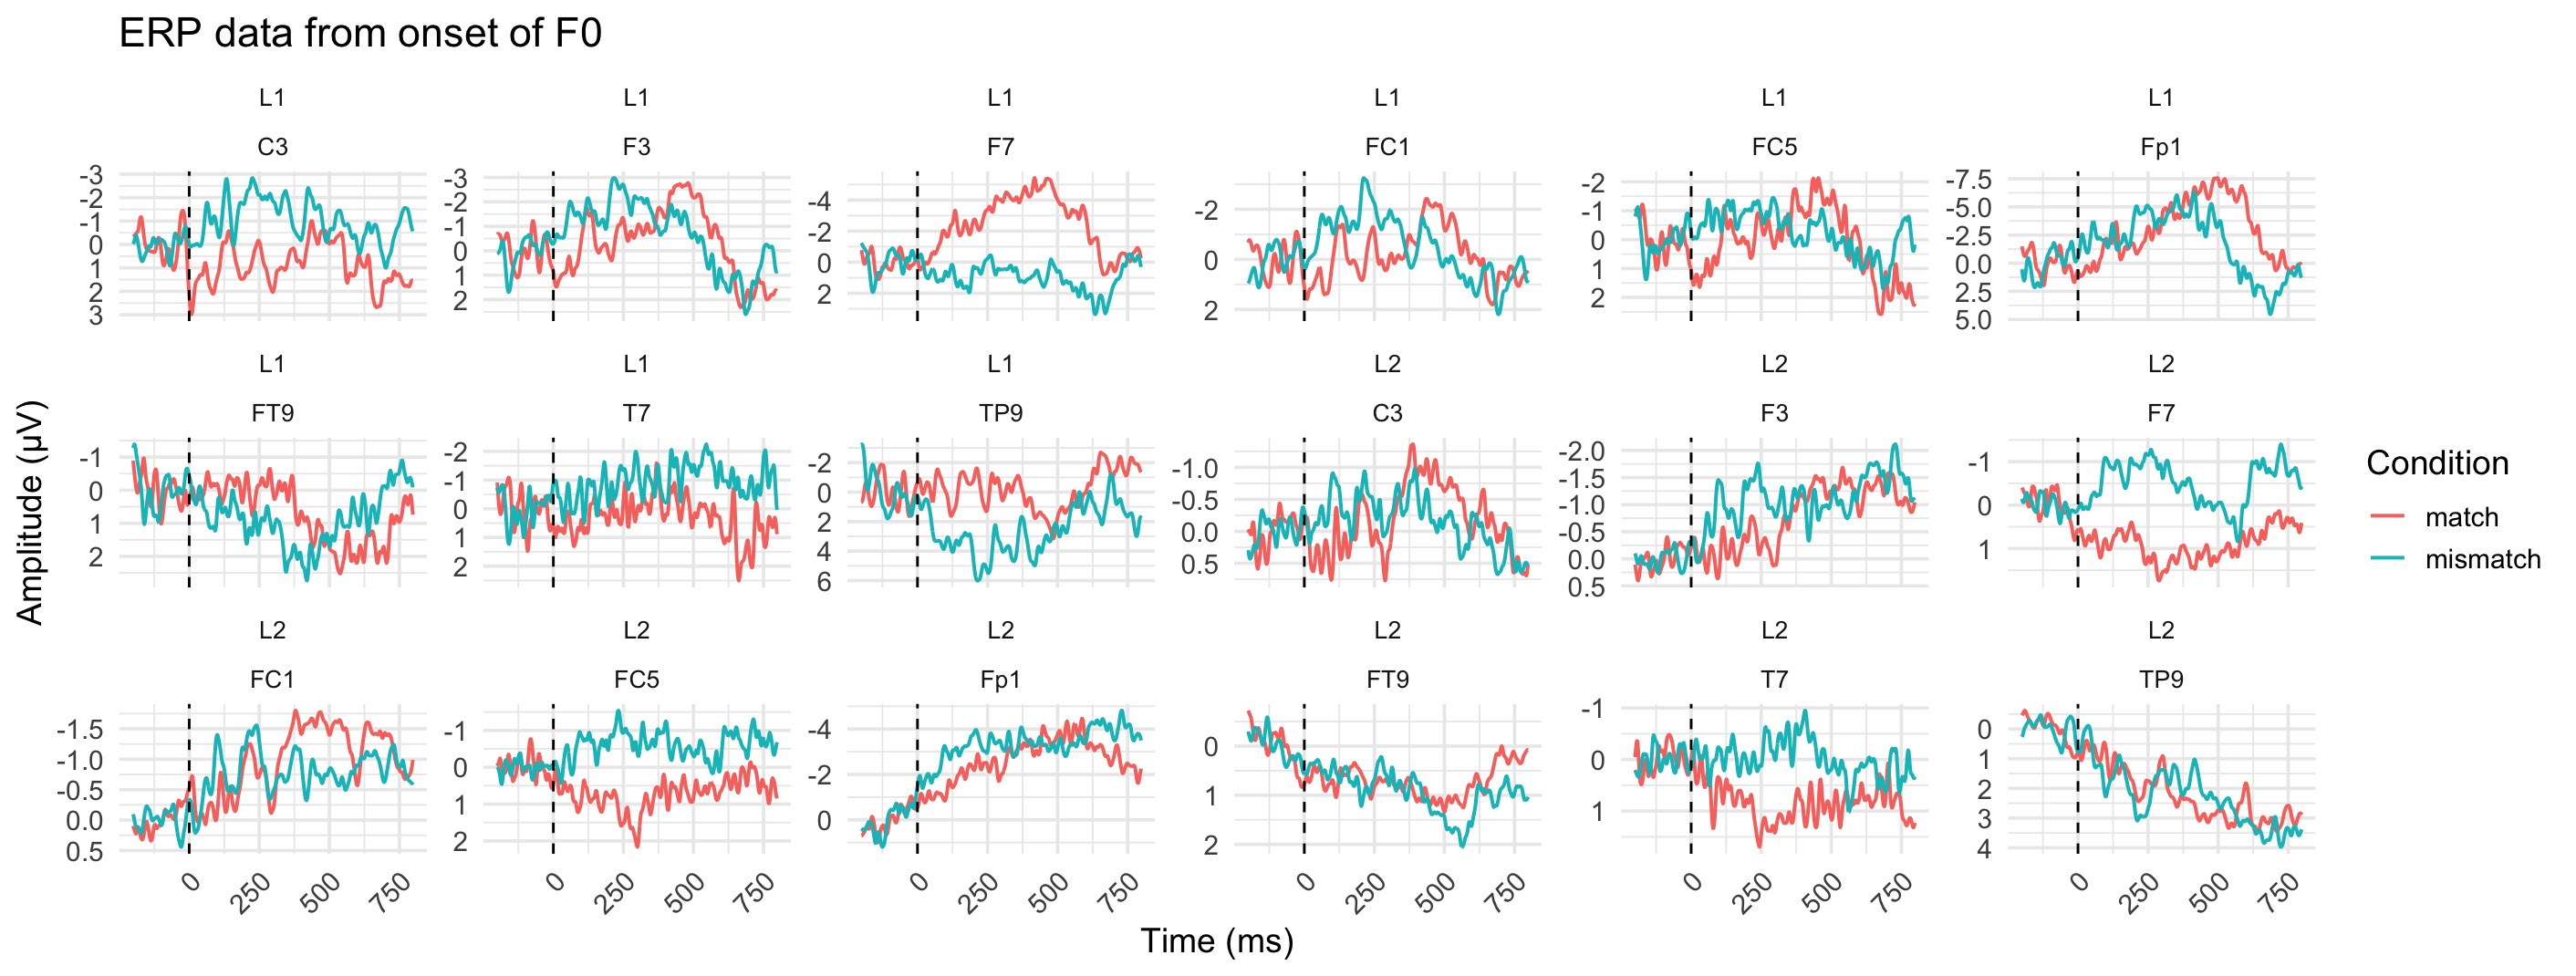 ERP data from onset of F0
L1 L1 L1 L1 L1 L1
C3 F3 F7 FC1 FC5 Fp1
-3 -2 -1 0 1 2 3
-3 -2 -1 0 1 2
-4 -2 0 2
-2 0 2
-2 -1 0 1 2
-7.5 -5.0 -2.5 0.0 2.5 5.0
L1 L1 L1 L2 L2 L2
FT9 T7 TP9 C3 F3 F7
-1 0 1 2
-2 -1 0 1 2
-2 0 2 4 6
-1.0 -0.5 0.0 0.5
-2.0 -1.5 -1.0 -0.5 0.0 0.5
-1 0 1
Amplitude (µV)
Condition
match
mismatch
L2 L2 L2 L2 L2 L2
FC1 FC5 Fp1 FT9 T7 TP9
-1.5 -1.0 -0.5 0.0 0.5
-1 0 1 2
-4 -2 0
0 1 2
-1 0 1
0 1 2 3 4
0 250 500 750 0 250 500 750 0 250 500 750 0 250 500 750 0 250 500 750 0 250 500 750
Time (ms)